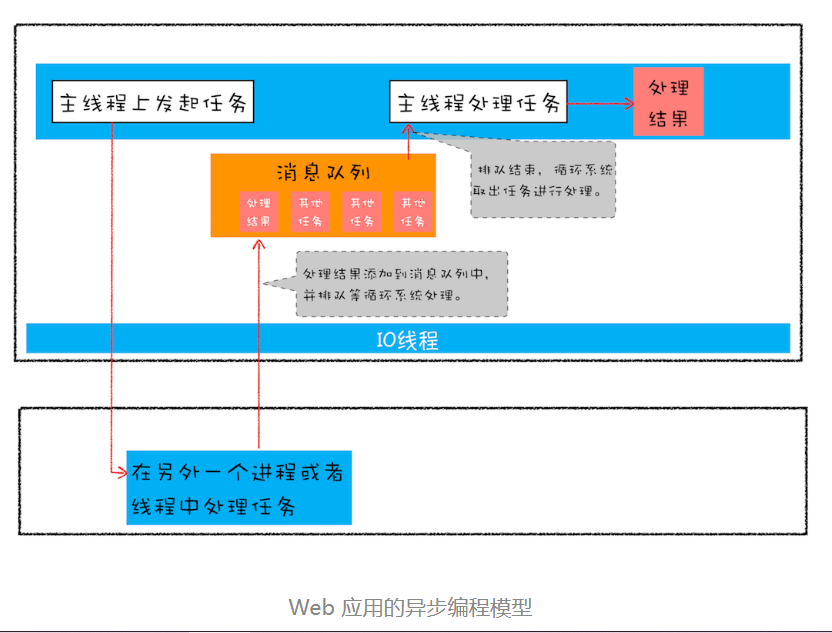 主线程上发起任务
主线程处理任务
处理
结果
消息队列
处理
结果
其他
任务
其他
任务
其他
任务
排队结束，循环系统
取出任务进行处理。
处理结果添加到消息队列中，
并排队等循环系统处理。
IO线程
在另外一个进程或者
线程中处理任务
Web 应用的异步编程模型